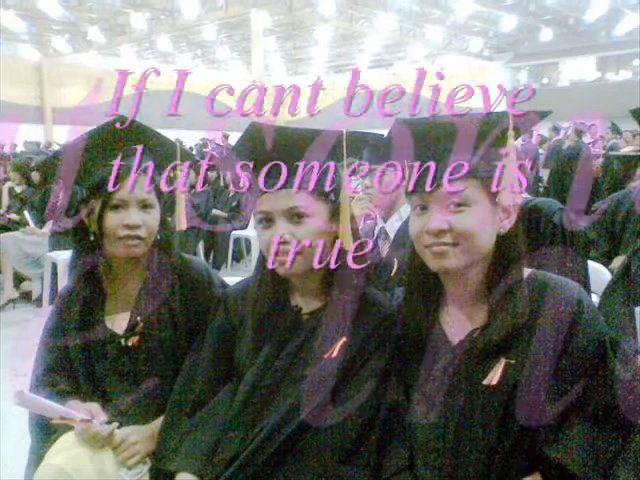 If I cant believe
that someone is
true